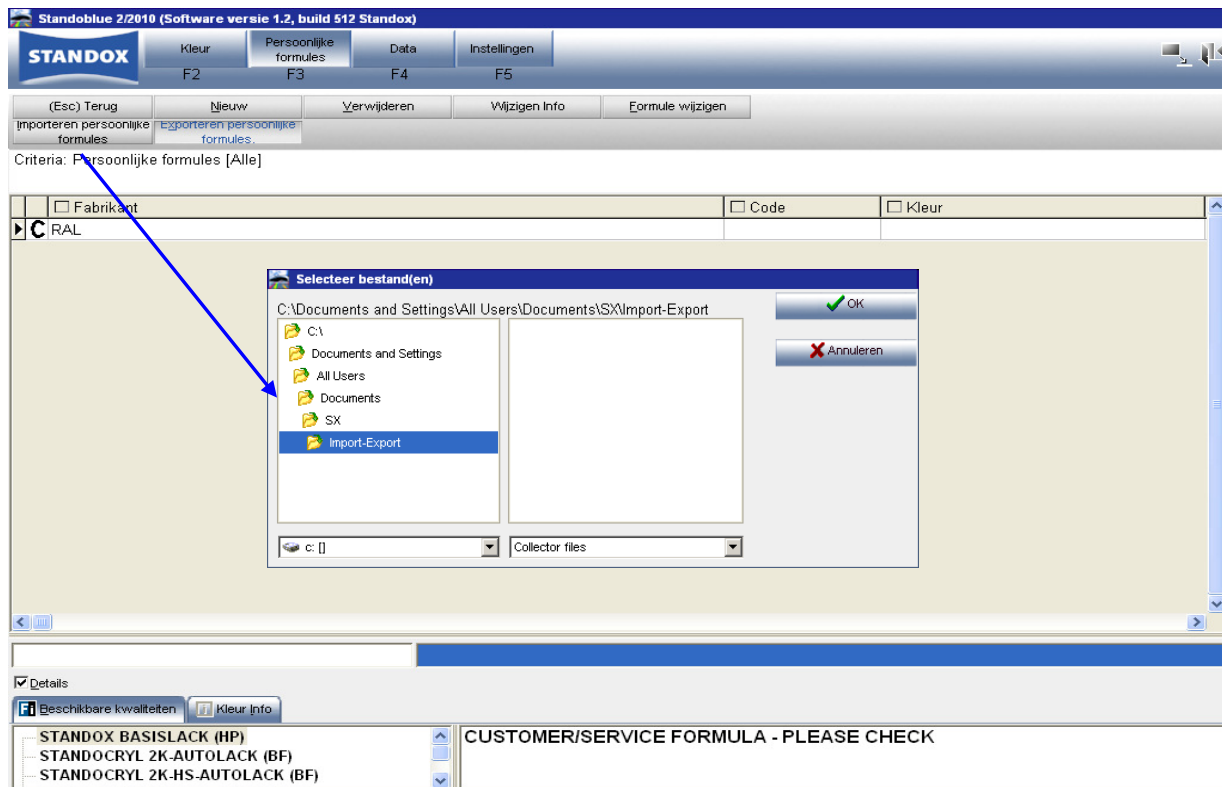 Standoblue 2/2010 (Software versie 1.2, build 512 Standox)
STANDOX
Kleur
F2
Persoonlijke
formules
F3
Data
F4
Instellingen
F5
(Esc) Terug
Nieuw
Verwijderen
Wijzigen Info
Formule wijzigen
Importeren persoonlijke
formules
Exporteren persoonlijke
formules.
Criteria: Persoonlijke formules [Alle]
Fabrikant
Code
Kleur
C RAL
Selecteer bestand(en)
C:\Documents and Settings\All Users\Documents\SX\Import-Export
OK
Annuleren
C:\
Documents and Settings
All Users
Documents
SX
Import-Export
c: []
Collector files
Details
Beschikbare kwaliteiten
Kleur Info
STANDOX BASISLACK (HP)
STANDOCRYL 2K-AUTOLACK (BF)
STANDOCRYL 2K-HS-AUTOLACK (BF)
CUSTOMER/SERVICE FORMULA - PLEASE CHECK